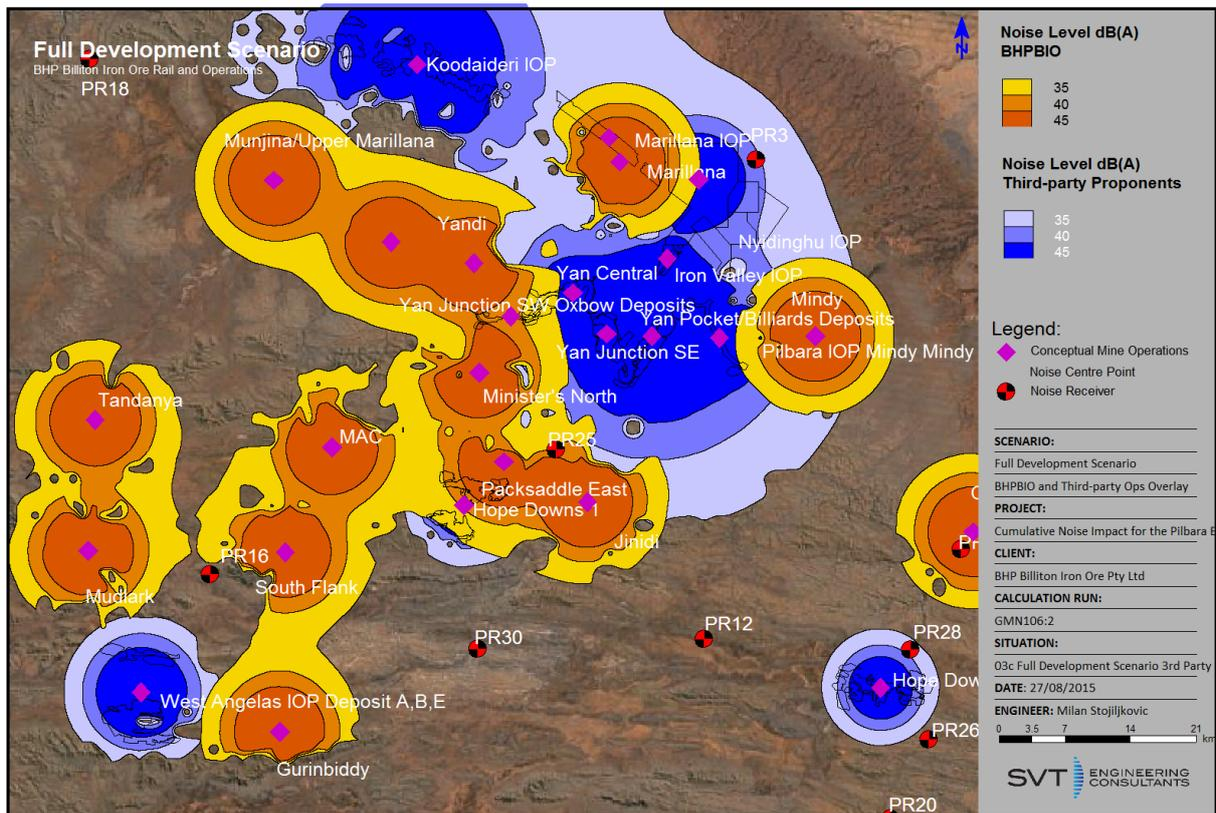 Full Development Scenario
BHP Billiton Iron Ore Rail and Operations
PR18
Koodaideri IOP
Munjina/Upper Marillana
Marillana IOP
PR3
Marillana
Yandi
Nyidinghu IOP
Yan Central
Iron Valley IOP
Yan Junction SW Oxbow Deposits
Mindy
Yan Pocket/Billiards Deposits
Yan Junction SE
Pilbara IOP Mindy Mindy
Minister's North
Tandanya
MAC
PR25
Packsaddle East
Hope Downs 1
Jinidi
PR16
South Flank
Mudlark
PR30
PR12
PR28
Hope Dow
West Angelas IOP Deposit A,B,E
PR26
Gurinbiddy
PR20
N
Noise Level dB(A)
BHPBIO
35
40
45
Noise Level dB(A)
Third-party Proponents
35
40
45
Legend:
Conceptual Mine Operations
Noise Centre Point
Noise Receiver
SCENARIO:
Full Development Scenario
BHPBIO and Third-party Ops Overlay
PROJECT:
Cumulative Noise Impact for the Pilbara E
CLIENT:
BHP Billiton Iron Ore Pty Ltd
CALCULATION RUN:
GMN106:2
SITUATION:
03c Full Development Scenario 3rd Party
DATE: 27/08/2015
ENGINEER: Milan Stojiljkovic
0 3.5 7 14 21
km
SVT ENGINEERING
CONSULTANTS